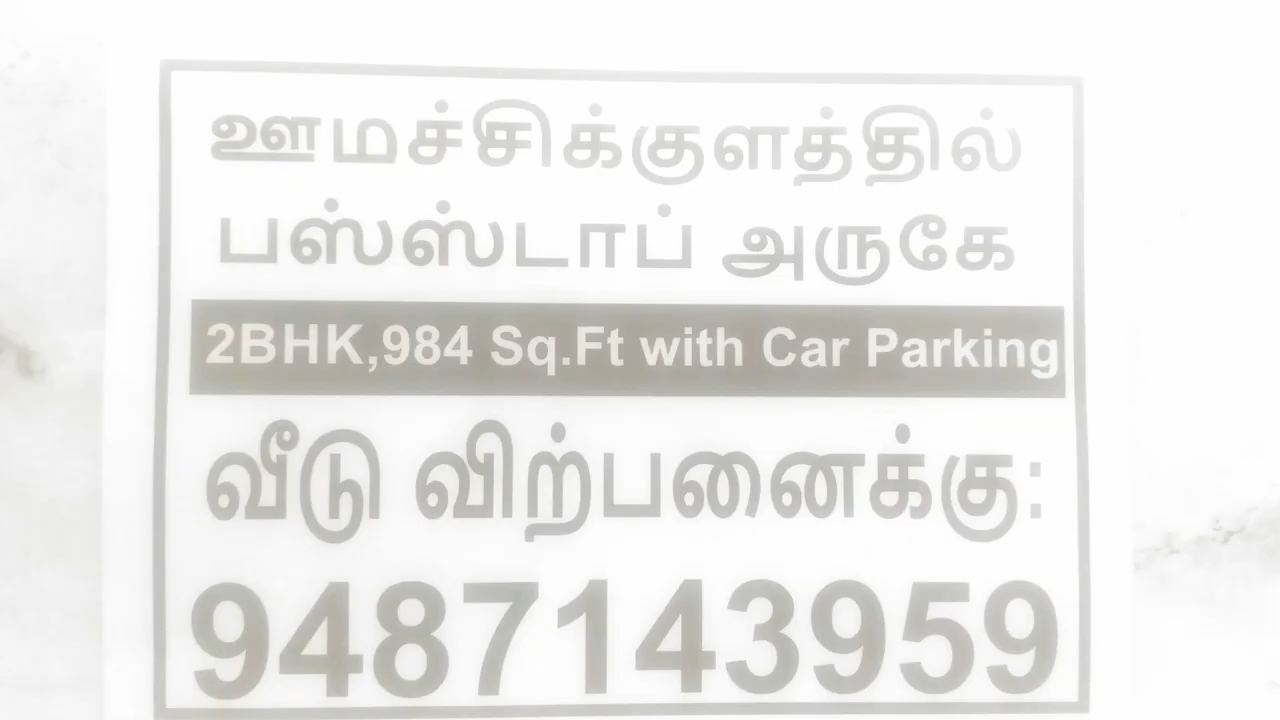 ஊமச்சிக்குளத்தில்
பஸ்ஸ்டாப் அருகே
2BHK,984 Sq.Ft with Car Parking
வீடு விற்பனைக்கு:
9487143959